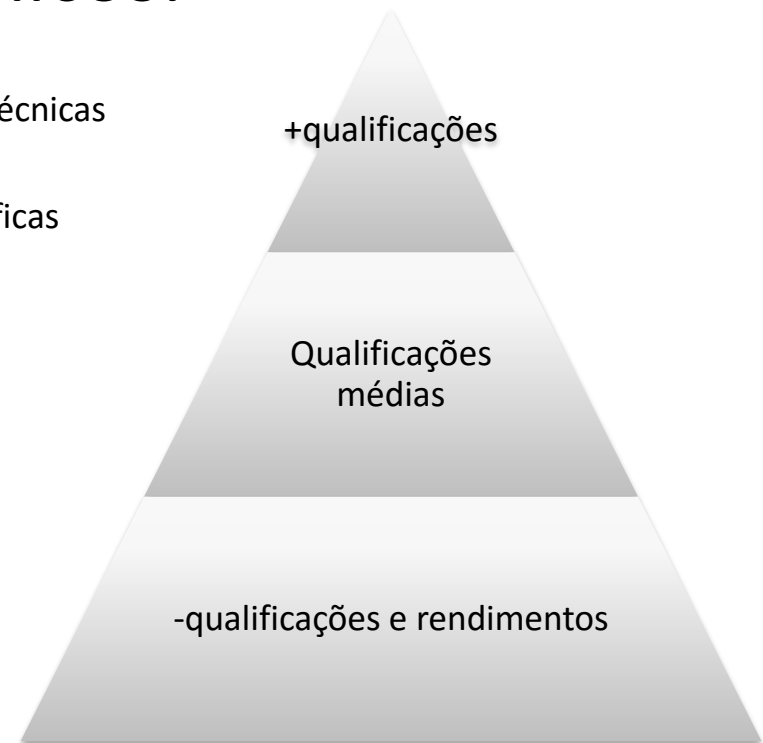 écnicas
ficas
+qualificações
Qualificações
médias
-qualificações e rendimentos